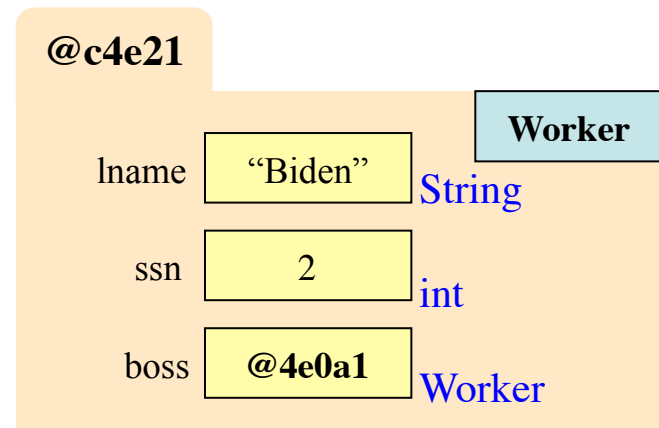 @c4e21
Worker
lname “Biden” String
ssn 2 int
boss @4e0a1 Worker